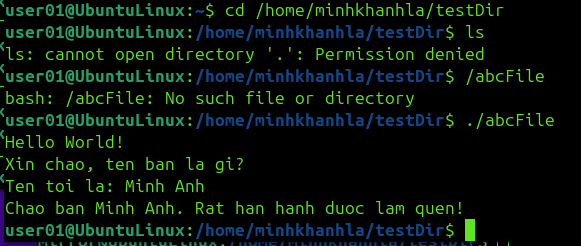 user01@UbuntuLinux:~$ cd /home/minhkhanhla/testDir
user01@UbuntuLinux:/home/minhkhanhla/testDir$ ls
ls: cannot open directory '.': Permission denied
user01@UbuntuLinux:/home/minhkhanhla/testDir$ /abcFile
bash: /abcFile: No such file or directory
user01@UbuntuLinux:/home/minhkhanhla/testDir$ ./abcFile
Hello World!
Xin chao, ten ban la gi?
Ten toi la: Minh Anh
Chao ban Minh Anh. Rat han hanh duoc lam quen!
user01@UbuntuLinux:/home/minhkhanhla/testDir$